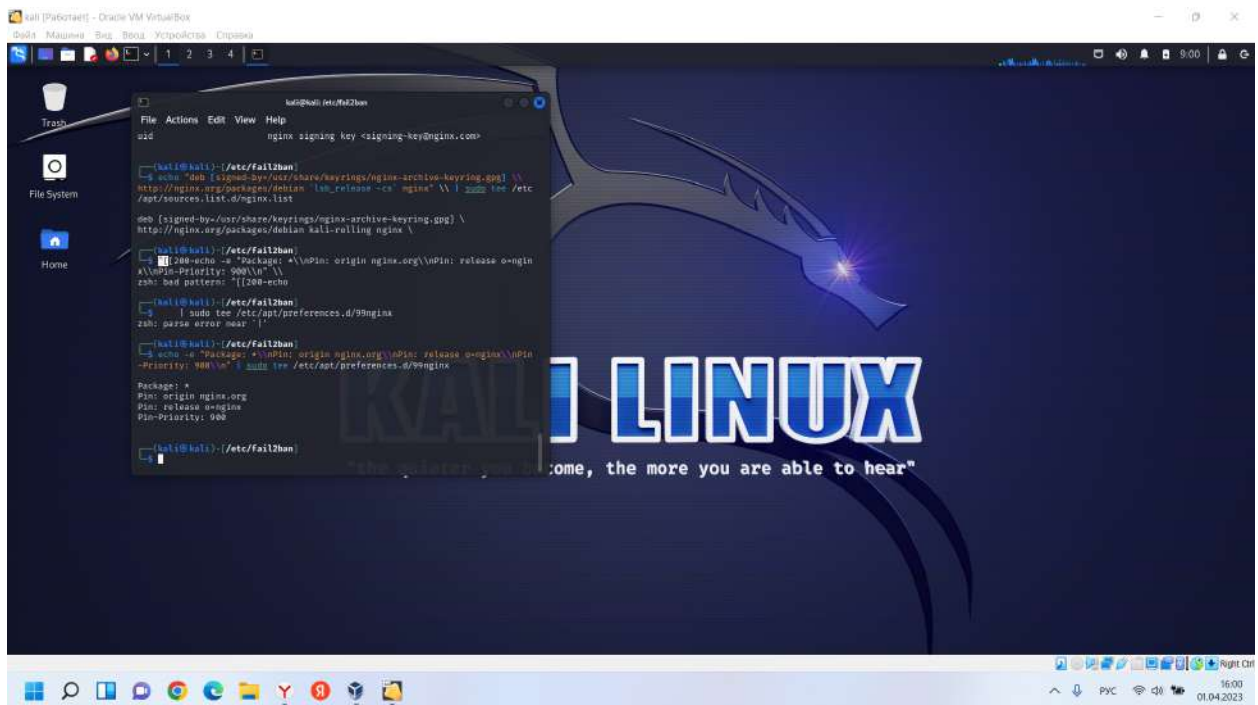 kali [Работает] - Oracle VM VirtualBox
Файл Машина Вид Ввод Устройства Справка
1 2 3 4
9:00
Trash
File System
Home
kali@kali: /etc/fail2ban
File Actions Edit View Help
uid nginx signing key <signing-key@nginx.com>
(kali㉿kali)-[/etc/fail2ban]
$ echo "deb [signed-by=/usr/share/keyrings/nginx-archive-keyring.gpg] \\
http://nginx.org/packages/debian `lsb_release -cs` nginx" \\ | sudo tee /etc
/apt/sources.list.d/nginx.list
deb [signed-by=/usr/share/keyrings/nginx-archive-keyring.gpg] \
http://nginx.org/packages/debian kali-rolling nginx \
(kali㉿kali)-[/etc/fail2ban]
$ ^[[200~echo -e "Package: *\\nPin: origin nginx.org\\nPin: release o=ngin
x\\nPin-Priority: 900\\n" \\
zsh: bad pattern: ^[[200~echo
(kali㉿kali)-[/etc/fail2ban]
$ | sudo tee /etc/apt/preferences.d/99nginx
zsh: parse error near `|'
(kali㉿kali)-[/etc/fail2ban]
$ echo -e "Package: *\\nPin: origin nginx.org\\nPin: release o=nginx\\nPin
-Priority: 900\\n" | sudo tee /etc/apt/preferences.d/99nginx
Package: *
Pin: origin nginx.org
Pin: release o=nginx
Pin-Priority: 900
(kali㉿kali)-[/etc/fail2ban]
$
KALI LINUX
"the quieter you become, the more you are able to hear"
Right Ctrl
РУС
16:00
01.04.2023